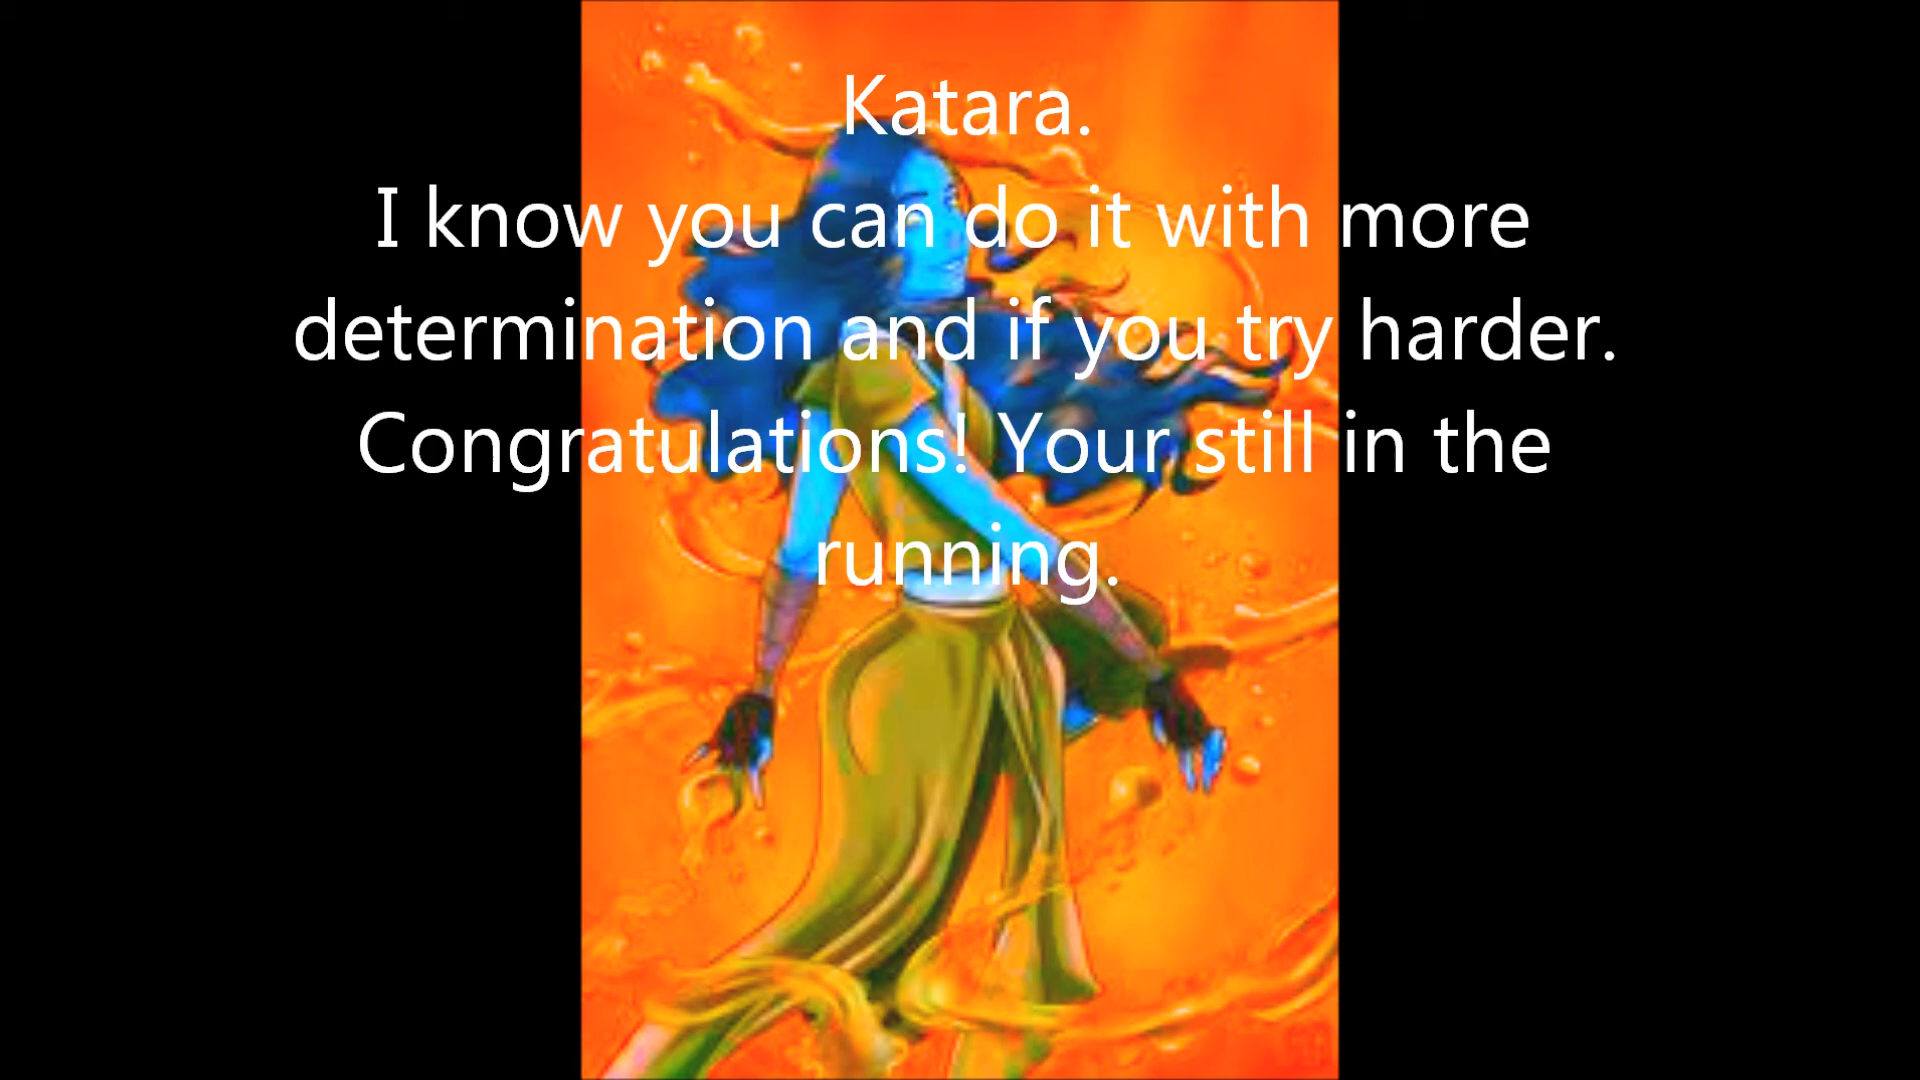 Katara.
I know you can do it with more
determination and if you try harder.
Congratulations! Your still in the
running.